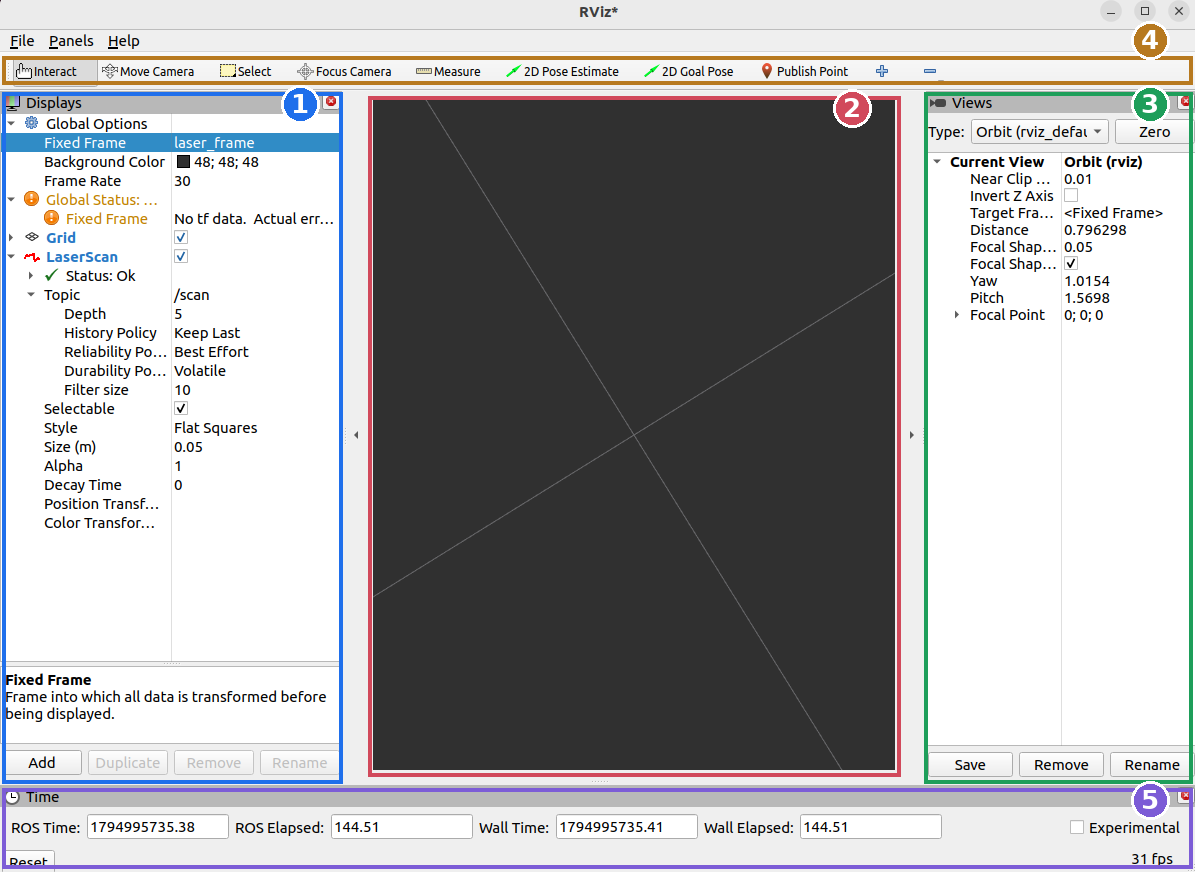 RViz*
File Panels Help
4
Interact Move Camera Select Focus Camera Measure 2D Pose Estimate 2D Goal Pose Publish Point
Displays
1
Global Options
Fixed Frame laser_frame
Background Color 48; 48; 48
Frame Rate 30
Global Status: ...
Fixed Frame No tf data. Actual err...
Grid
LaserScan
Status: Ok
Topic /scan
Depth 5
History Policy Keep Last
Reliability Po... Best Effort
Durability Po... Volatile
Filter size 10
Selectable
Style Flat Squares
Size (m) 0.05
Alpha 1
Decay Time 0
Position Transf...
Color Transfor...
Fixed Frame
Frame into which all data is transformed before
being displayed.
Add Duplicate Remove Rename
2
Views
3
Type: Orbit (rviz_defau Zero
Current View Orbit (rviz)
Near Clip ... 0.01
Invert Z Axis
Target Fra... <Fixed Frame>
Distance 0.796298
Focal Shap... 0.05
Focal Shap...
Yaw 1.0154
Pitch 1.5698
Focal Point 0; 0; 0
Save Remove Rename
Time
5
ROS Time: 1794995735.38 ROS Elapsed: 144.51 Wall Time: 1794995735.41 Wall Elapsed: 144.51 Experimental
Reset 31 fps